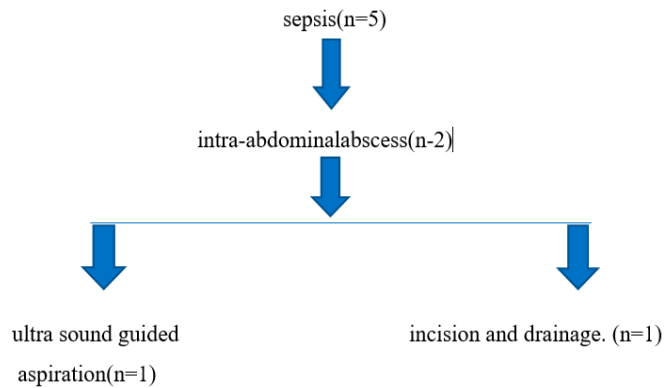 sepsis(n=5)
intra-abdominalabscess(n-2)
ultra sound guided
aspiration(n=1)
incision and drainage. (n=1)